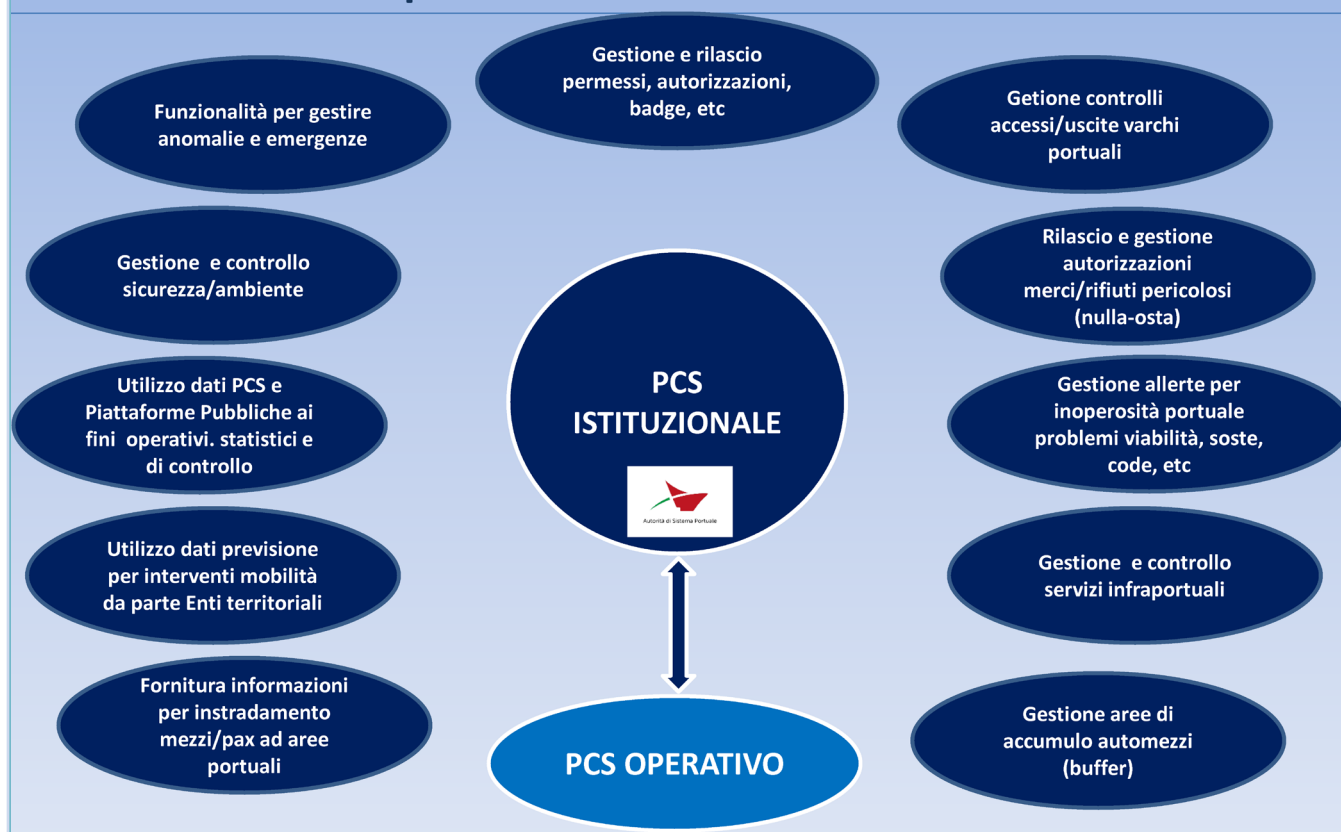 Gestione e rilascio
permessi, autorizzazioni,
badge, etc
Funzionalità per gestire
anomalie e emergenze
Getione controlli
accessi/uscite varchi
portuali
Gestione e controllo
sicurezza/ambiente
Rilascio e gestione
autorizzazioni
merci/rifiuti pericolosi
(nulla-osta)
Utilizzo dati PCS e
Piattaforme Pubbliche ai
fini operativi. statistici e
di controllo
PCS
ISTITUZIONALE
Autorità di Sistema Portuale
Gestione allerte per
inoperosità portuale
problemi viabilità, soste,
code, etc
Utilizzo dati previsione
per interventi mobilità
da parte Enti territoriali
Gestione e controllo
servizi infraportuali
Fornitura informazioni
per instradamento
mezzi/pax ad aree
portuali
PCS OPERATIVO
Gestione aree di
accumulo automezzi
(buffer)